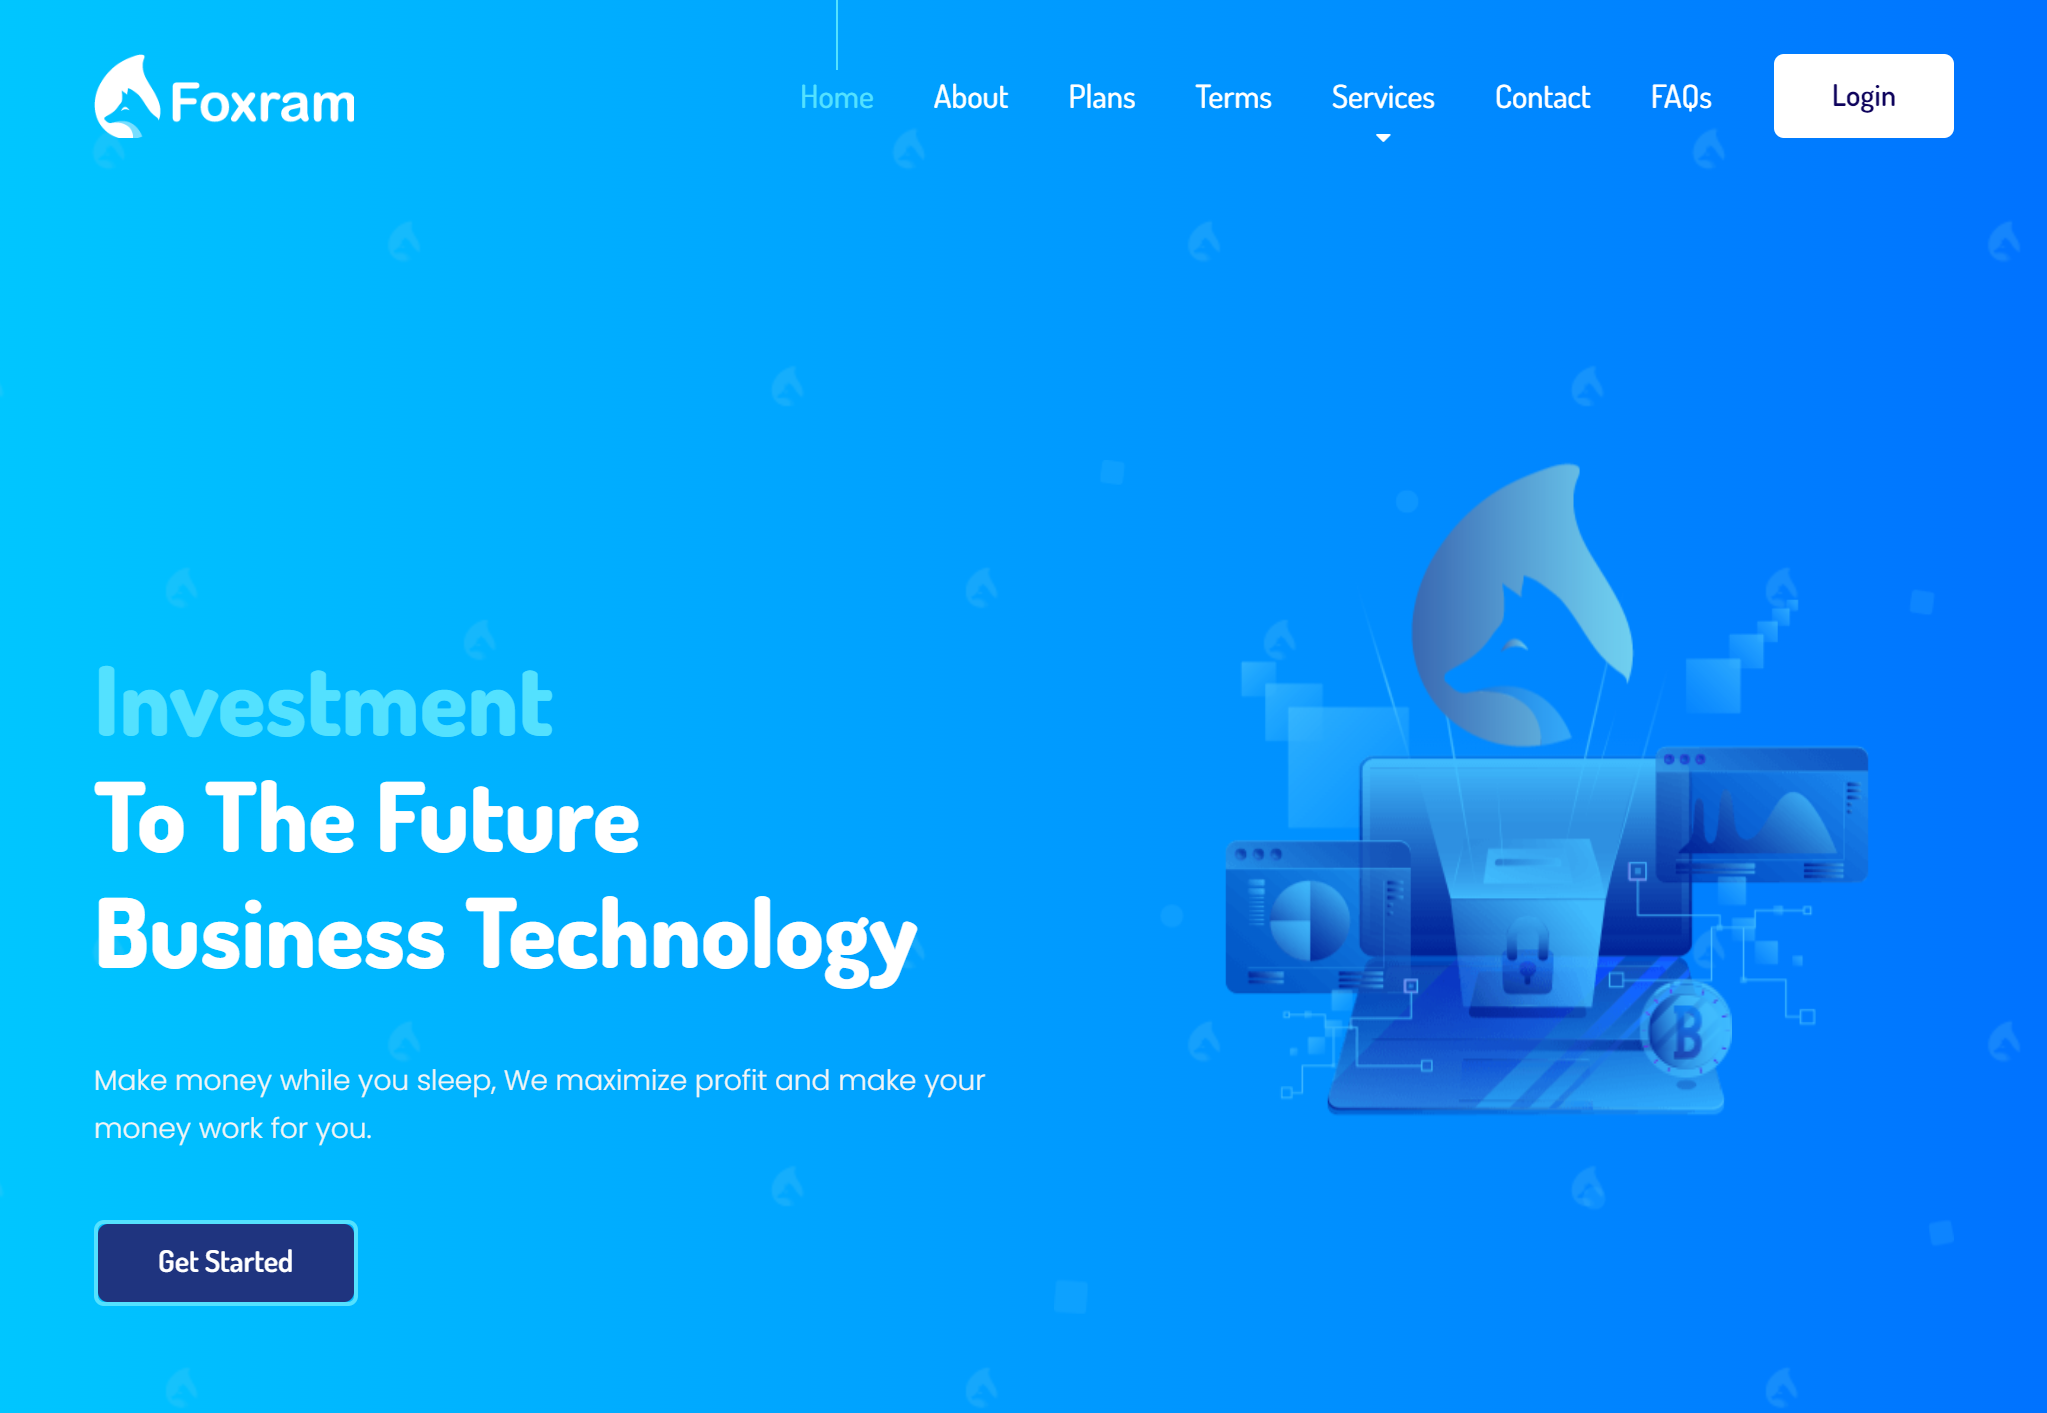 Foxram
Home About Plans Terms Services Contact FAQs Login
Investment
To The Future
Business Technology
Make money while you sleep, We maximize profit and make your
money work for you.
Get Started